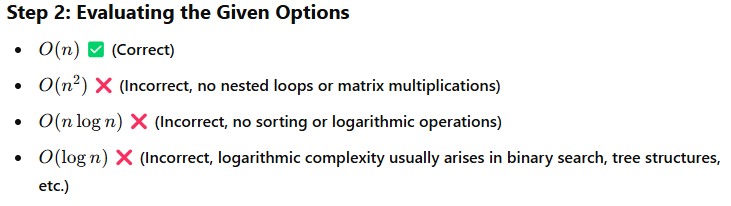 Step 2: Evaluating the Given Options
• O(n) ✅ (Correct)
• O(n²) ❌ (Incorrect, no nested loops or matrix multiplications)
• O(n log n) ❌ (Incorrect, no sorting or logarithmic operations)
• O(log n) ❌ (Incorrect, logarithmic complexity usually arises in binary search, tree structures,
etc.)